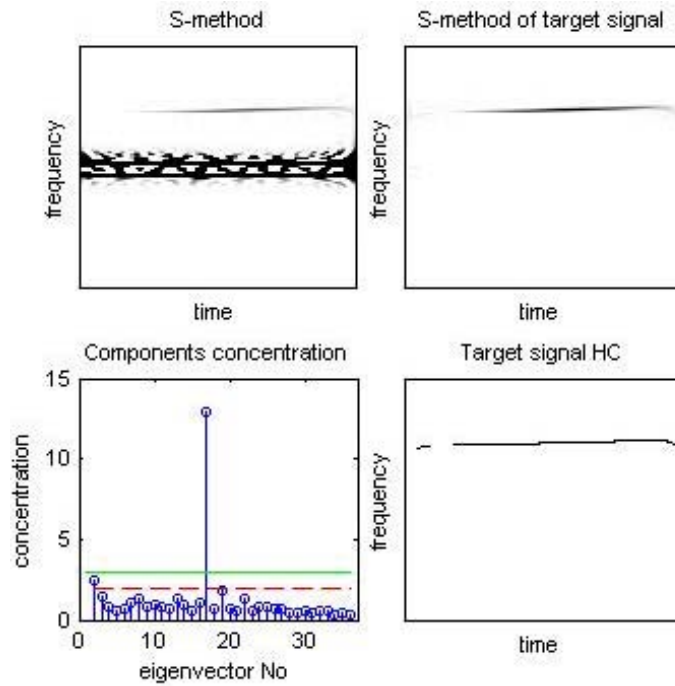 S-method
S-method of target signal
frequency
frequency
time
time
Components concentration
Target signal HC
15
10
5
0
concentration
frequency
0 10 20 30
eigenvector No
time